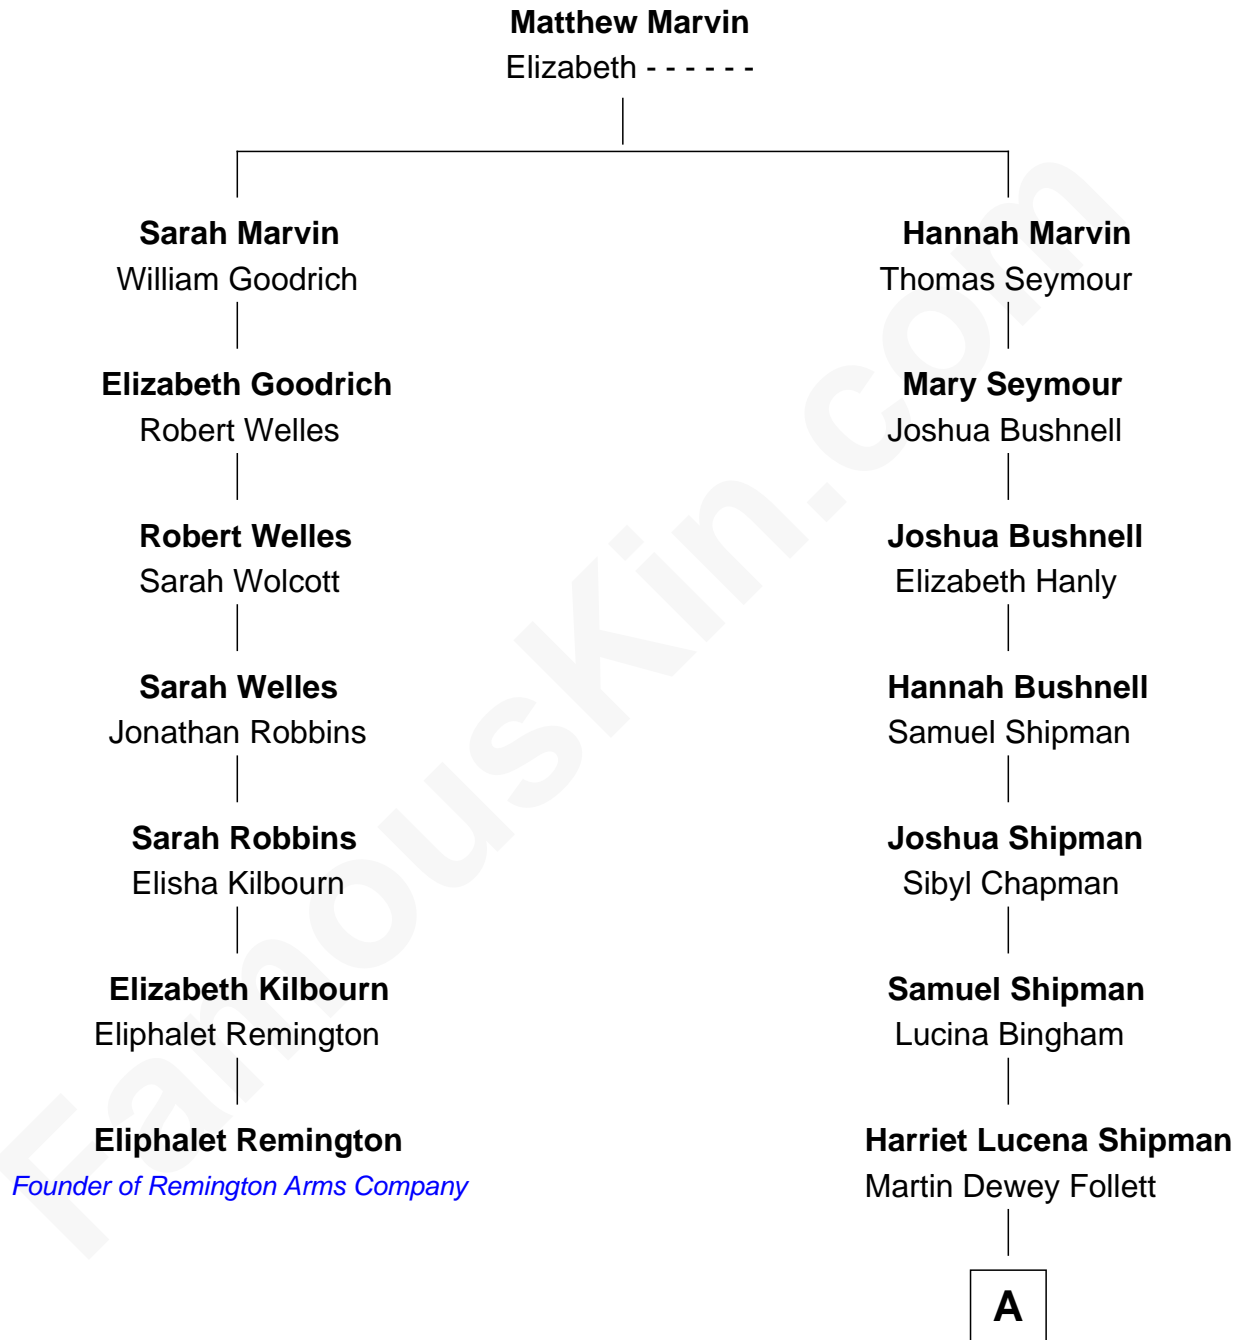 Matthew Marvin
Elizabeth - - - - - -
Sarah Marvin
William Goodrich
Hannah Marvin
Thomas Seymour
Elizabeth Goodrich
Robert Welles
Mary Seymour
Joshua Bushnell
Robert Welles
Sarah Wolcott
Joshua Bushnell
Elizabeth Hanly
Sarah Welles
Jonathan Robbins
Hannah Bushnell
Samuel Shipman
Sarah Robbins
Elisha Kilbourn
Joshua Shipman
Sibyl Chapman
Elizabeth Kilbourn
Eliphalet Remington
Samuel Shipman
Lucina Bingham
Eliphalet Remington
Founder of Remington Arms Company
Harriet Lucena Shipman
Martin Dewey Follett
A
FamousKin.com